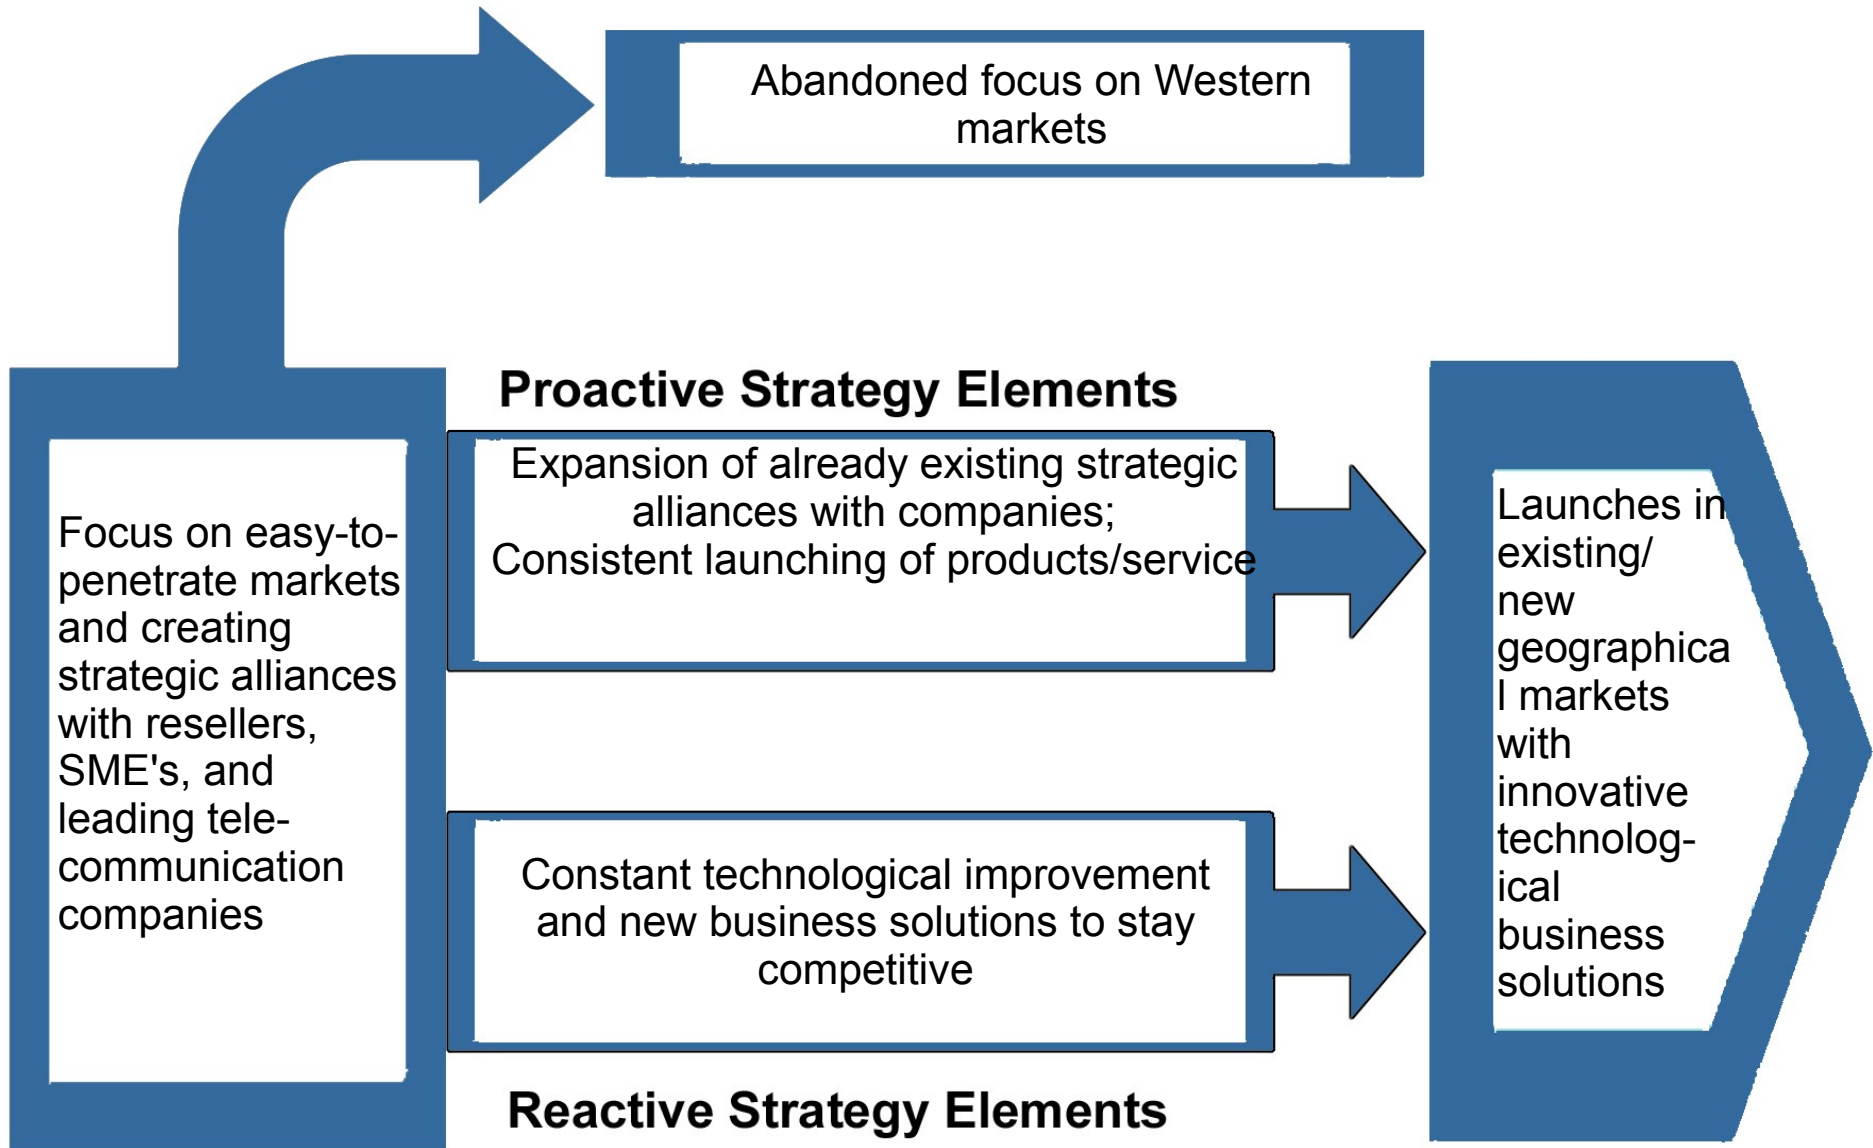 Abandoned focus on Western
markets
Focus on easy-to-
penetrate markets
and creating
strategic alliances
with resellers,
SME's, and
leading tele-
communication
companies
Proactive Strategy Elements
Expansion of already existing strategic
alliances with companies;
Consistent launching of products/service
Constant technological improvement
and new business solutions to stay
competitive
Reactive Strategy Elements
Launches in
existing/
new
geographica
l markets
with
innovative
technolog-
ical
business
solutions